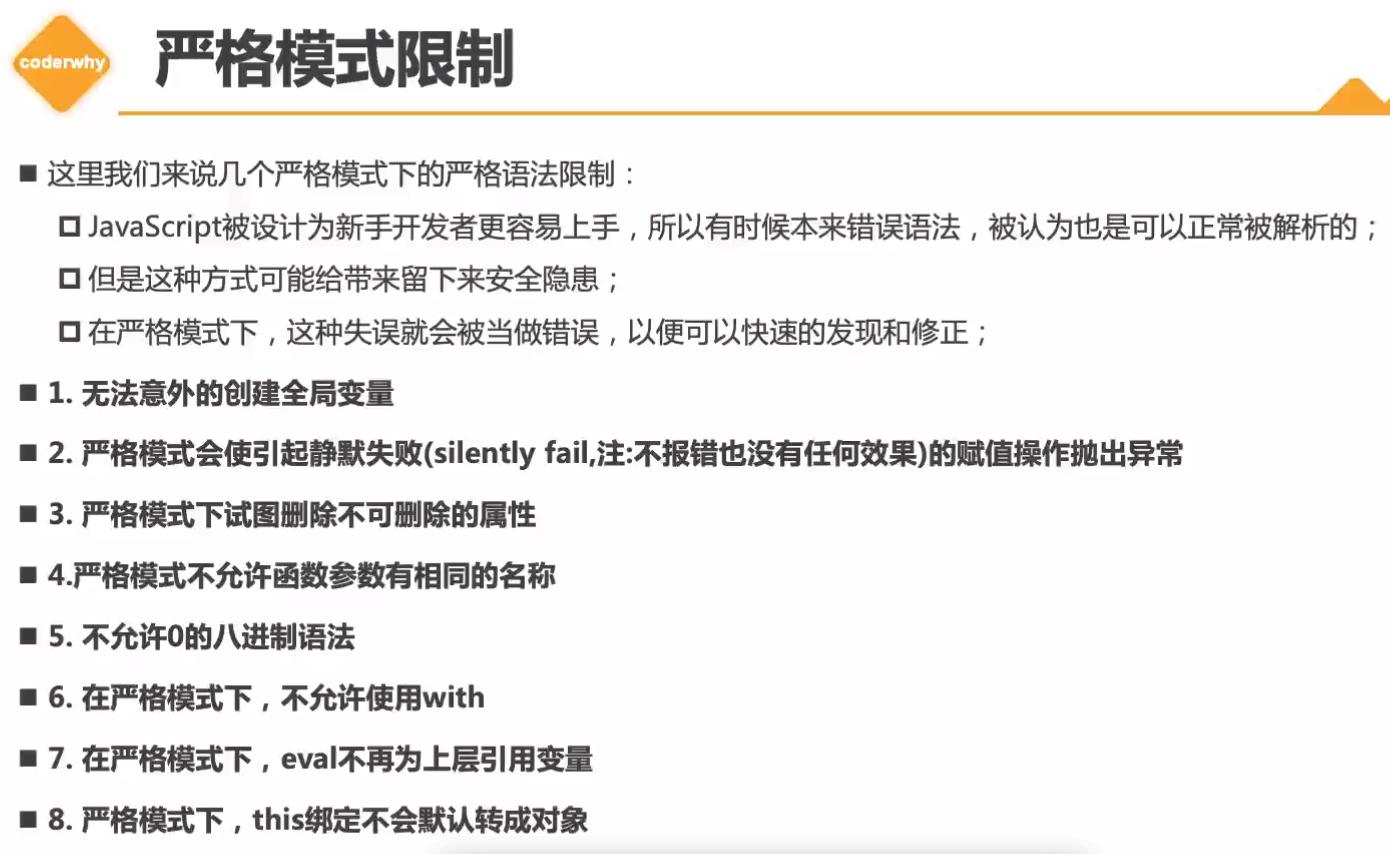 coderwhy
严格模式限制
这里我们来说几个严格模式下的严格语法限制：
JavaScript被设计为新手开发者更容易上手，所以有时候本来错误语法，被认为也是可以正常被解析的；
但是这种方式可能给带来留下来安全隐患；
在严格模式下，这种失误就会被当做错误，以便可以快速的发现和修正；
1. 无法意外的创建全局变量
2. 严格模式会使引起静默失败(silently fail,注:不报错也没有任何效果)的赋值操作抛出异常
3. 严格模式下试图删除不可删除的属性
4.严格模式不允许函数参数有相同的名称
5. 不允许0的八进制语法
6. 在严格模式下，不允许使用with
7. 在严格模式下，eval不再为上层引用变量
8. 严格模式下，this绑定不会默认转成对象